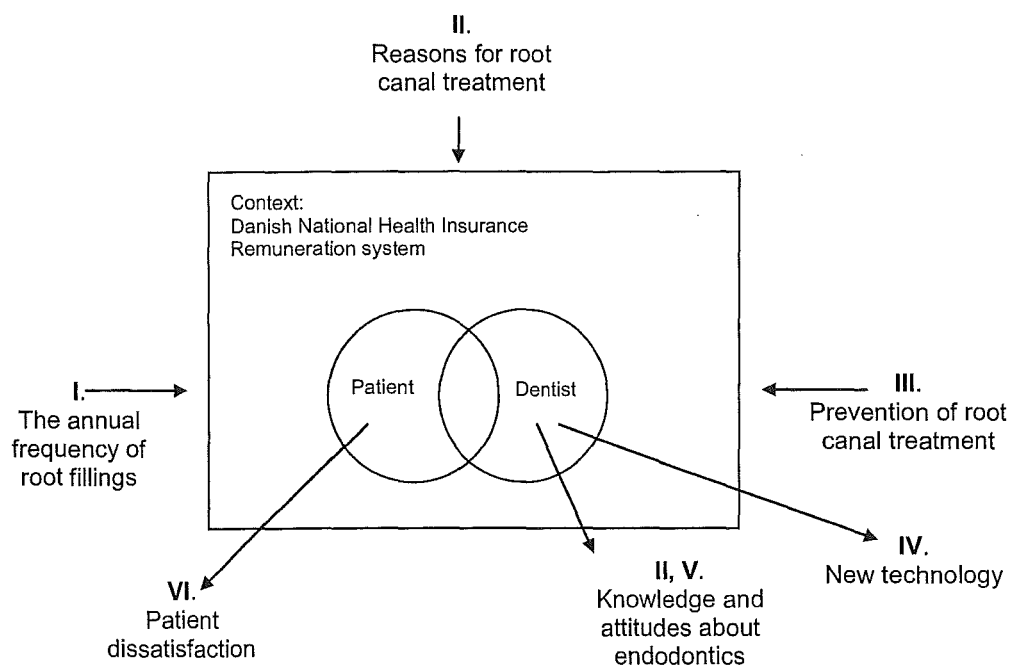 II.
Reasons for root
canal treatment
Context:
Danish National Health Insurance
Remuneration system
Patient
Dentist
I.
The annual
frequency of
root fillings
III.
Prevention of root
canal treatment
VI.
Patient
dissatisfaction
II, V.
Knowledge and
attitudes about
endodontics
IV.
New technology